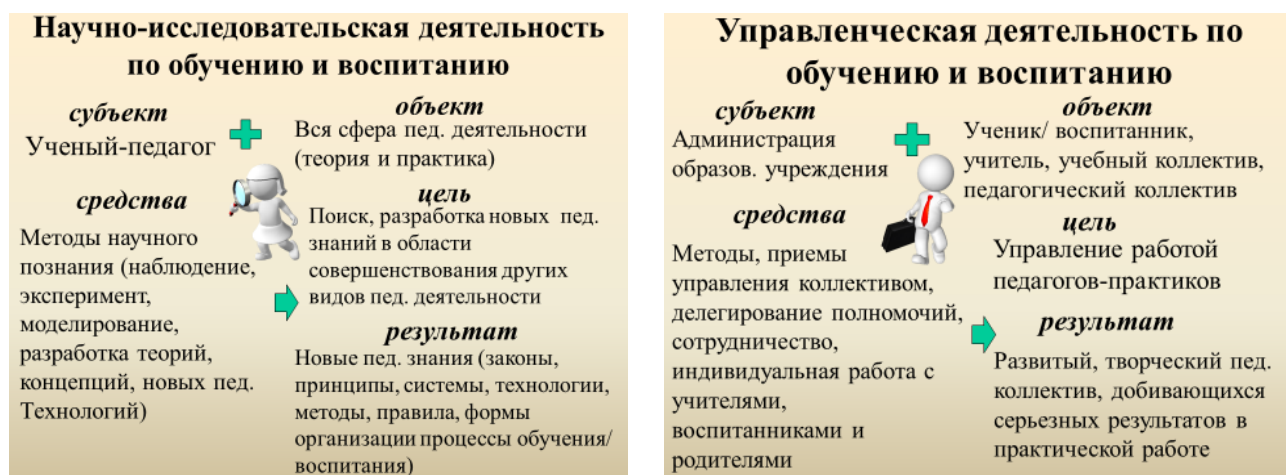 Научно-исследовательская деятельность
по обучению и воспитанию
субъект
Ученый-педагог
объект
Вся сфера пед. деятельности
(теория и практика)
средства
Методы научного
познания (наблюдение,
эксперимент,
моделирование,
разработка теорий,
концепций, новых пед.
Технологий)
цель
Поиск, разработка новых пед.
знаний в области
совершенствования других
видов пед. деятельности
результат
Новые пед. знания (законы,
принципы, системы, технологии,
методы, правила, формы
организации процессы обучения/
воспитания)
Управленческая деятельность по
обучению и воспитанию
субъект
Администрация
образов. учреждения
объект
Ученик/ воспитанник,
учитель, учебный коллектив,
педагогический коллектив
средства
Методы, приемы
управления коллективом,
делегирование полномочий,
сотрудничество,
индивидуальная работа с
учителями,
воспитанниками и
родителями
цель
Управление работой
педагогов-практиков
результат
Развитый, творческий пед.
коллектив, добивающихся
серьезных результатов в
практической работе